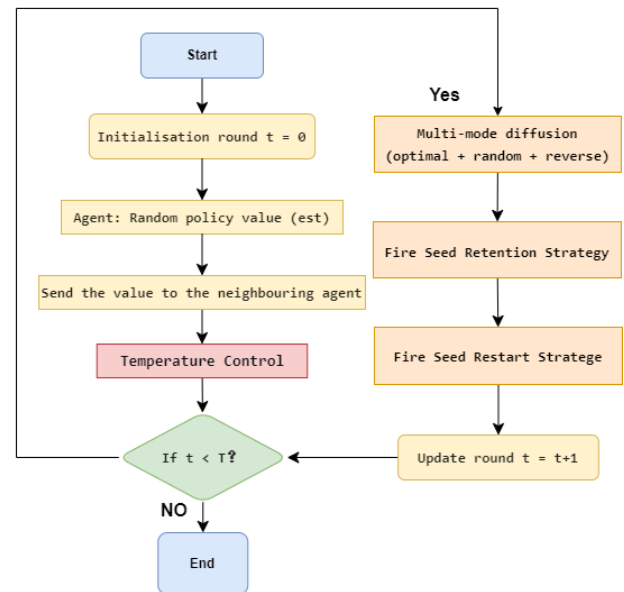 Start
Initialisation round t = 0
Agent: Random policy value (est)
Send the value to the neighbouring agent
Temperature Control
If t < T?
NO
End
Yes
Multi-mode diffusion
(optimal + random + reverse)
Fire Seed Retention Strategy
Fire Seed Restart Stratege
Update round t = t+1